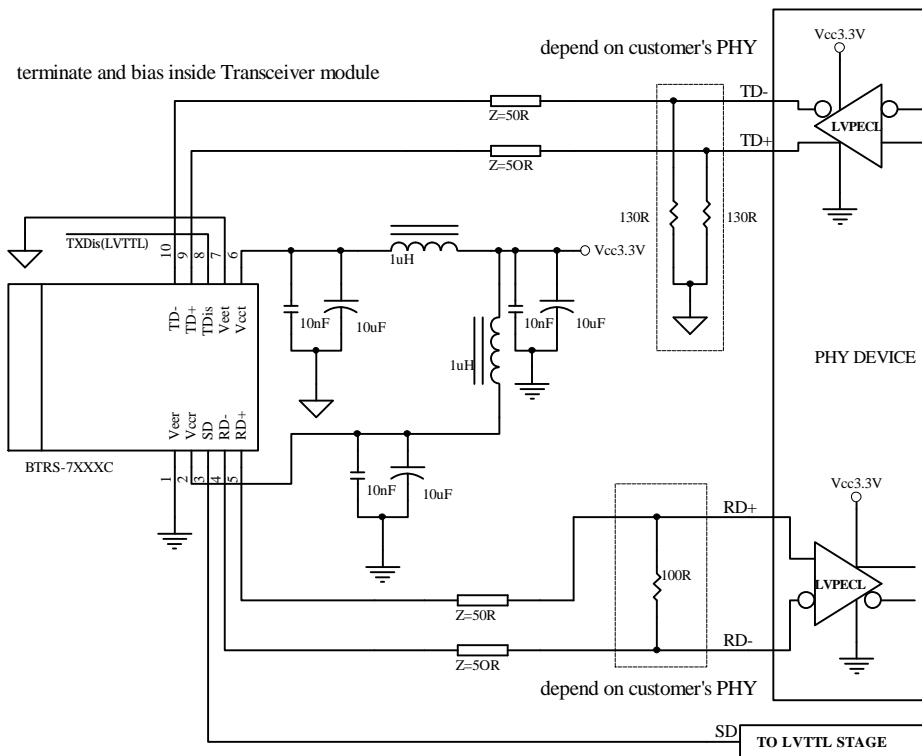 Vcc3.3V
depend on customer's PHY
terminate and bias inside Transceiver module
TD-
Z=50R
LVPECL
TD+
Z=5OR
130R
130R
TXDis(LVTTL)
10
9
8
7
6
1uH
Vcc3.3V
TD-
TD+
TDis
Veet
Vcct
10nF
10uF
10nF
10uF
1uH
PHY DEVICE
Veer
Vccr
SD
RD-
RD+
BTRS-7XXXC
1
2
3
4
5
10nF
10uF
Vcc3.3V
RD+
100R
LVPECL
Z=50R
RD-
Z=5OR
depend on customer's PHY
SD
TO LVTTL STAGE